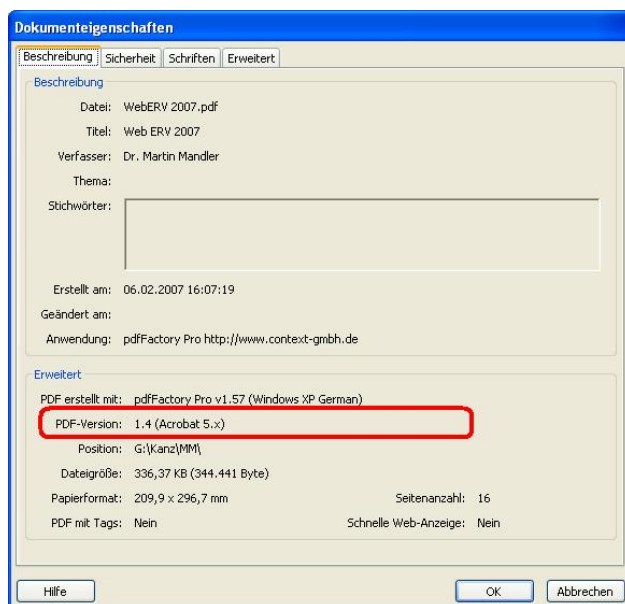 Dokumenteigenschaften
Beschreibung Sicherheit Schriften Erweitert
Beschreibung
Datei: WebERV 2007.pdf
Titel: Web ERV 2007
Verfasser: Dr. Martin Mandler
Thema:
Stichwörter:
Erstellt am: 06.02.2007 16:07:19
Geändert am:
Anwendung: pdfFactory Pro http://www.context-gmbh.de
Erweitert
PDF erstellt mit: pdfFactory Pro v1.57 (Windows XP German)
PDF-Version: 1.4 (Acrobat 5.x)
Position: G:\Kanz\MM\
Dateigröße: 336,37 KB (344.441 Byte)
Papierformat: 209,9 x 296,7 mm Seitenanzahl: 16
PDF mit Tags: Nein Schnelle Web-Anzeige: Nein
Hilfe OK Abbrechen